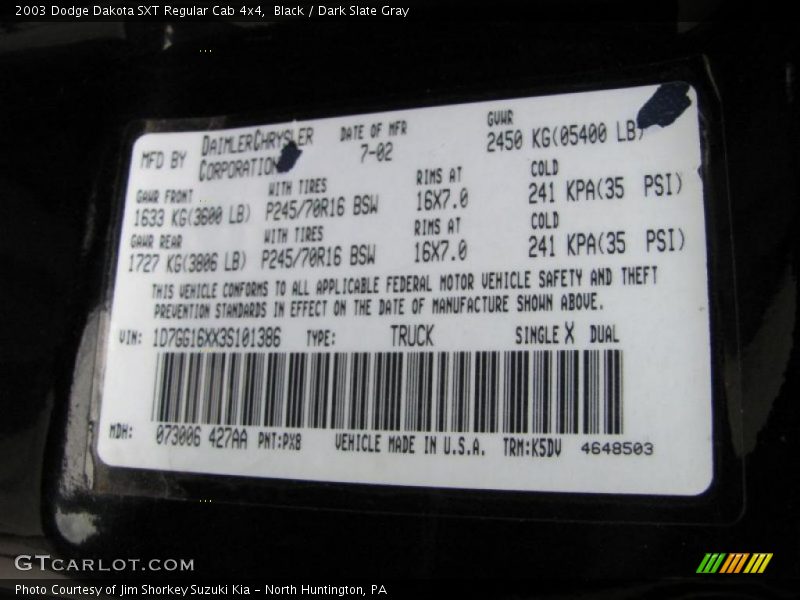 2003 Dodge Dakota SXT Regular Cab 4x4, Black / Dark Slate Gray
MFD BY DAIMLERCHRYSLER CORPORATION
DATE OF MFR 7-02
GVWR 2450 KG(05400 LB)
GAWR FRONT WITH TIRES RIMS AT COLD
1633 KG(3600 LB) P245/70R16 BSW 16X7.0 241 KPA(35 PSI)
GAWR REAR WITH TIRES RIMS AT COLD
1727 KG(3806 LB) P245/70R16 BSW 16X7.0 241 KPA(35 PSI)
THIS VEHICLE CONFORMS TO ALL APPLICABLE FEDERAL MOTOR VEHICLE SAFETY AND THEFT
PREVENTION STANDARDS IN EFFECT ON THE DATE OF MANUFACTURE SHOWN ABOVE.
VIN: 1D7GG16XX3S101386 TYPE: TRUCK SINGLE X DUAL
MDH: 073006 427AA PNT:PX8 VEHICLE MADE IN U.S.A. TRM:K5DV 4648503
GTCARLOT.COM
Photo Courtesy of Jim Shorkey Suzuki Kia - North Huntington, PA